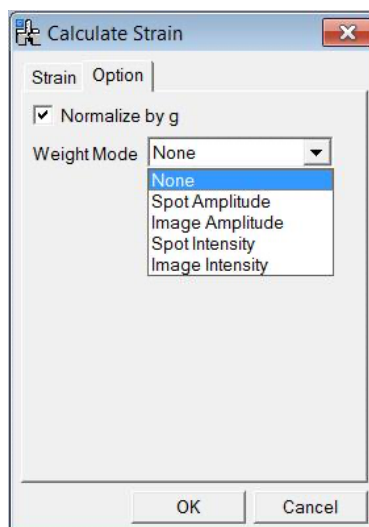 Calculate Strain
Strain Option
Normalize by g
Weight Mode None
None
Spot Amplitude
Image Amplitude
Spot Intensity
Image Intensity
OK Cancel